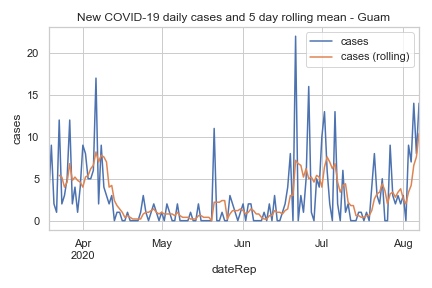 New COVID-19 daily cases and 5 day rolling mean - Guam
cases
cases (rolling)
cases
20
15
10
5
0
Apr
2020
May
Jun
Jul
Aug
dateRep